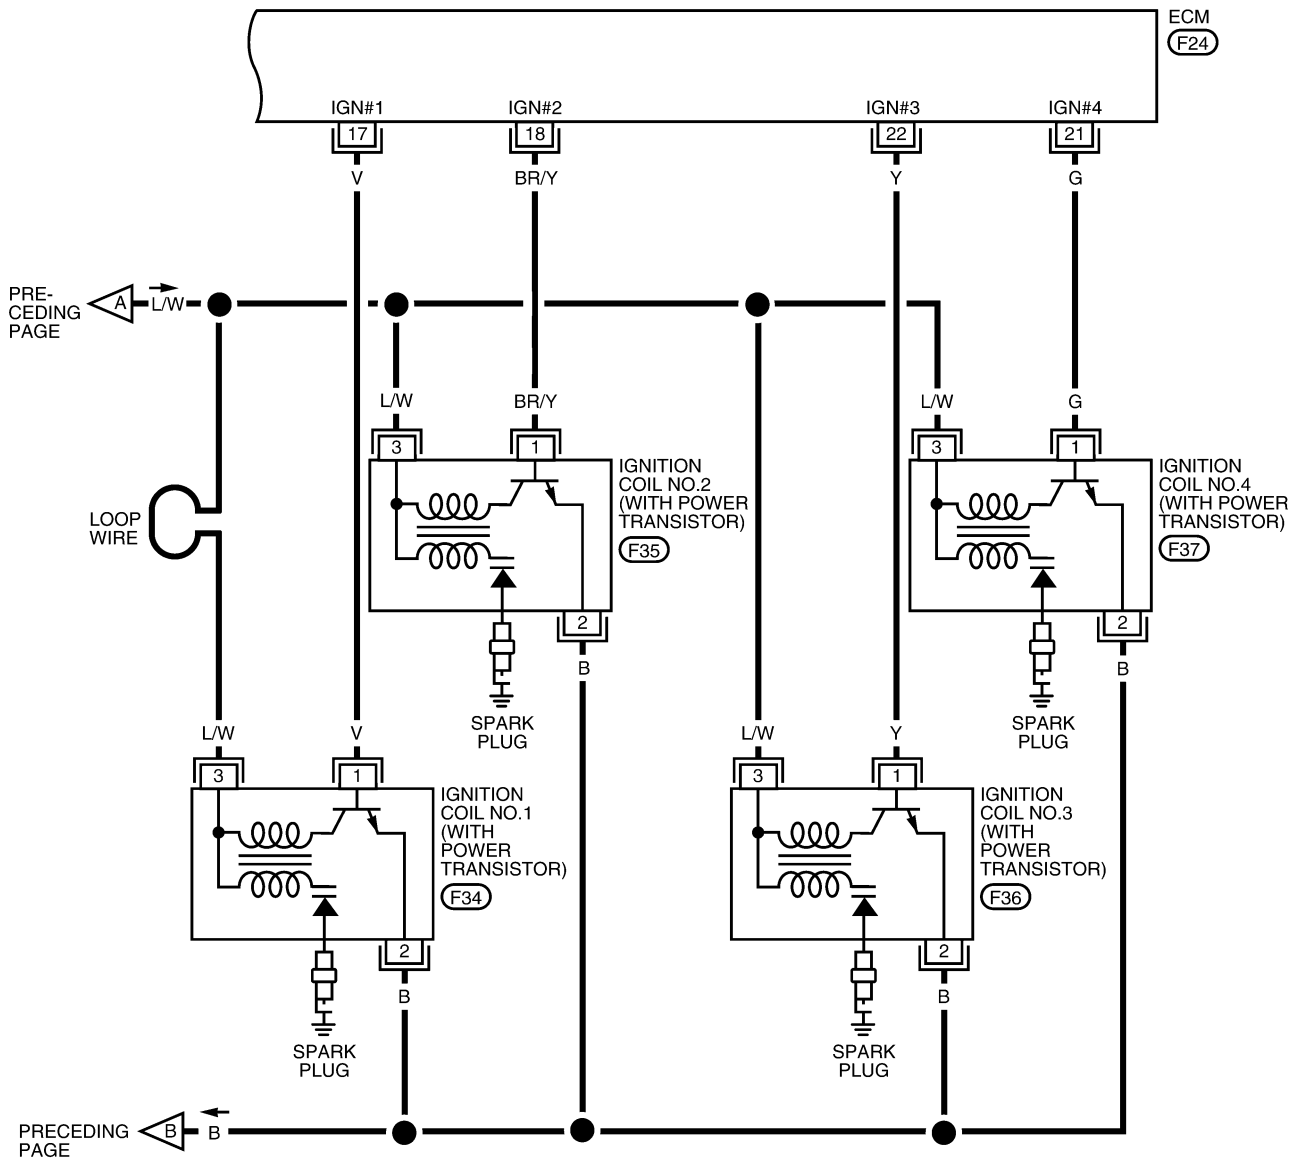 ECM
F24
IGN#1
IGN#2
IGN#3
IGN#4
17
18
22
21
V
BR/Y
Y
G
PRE-
CEDING
PAGE
A
L/W
L/W
BR/Y
L/W
G
3
1
3
1
IGNITION
COIL NO.2
(WITH POWER
TRANSISTOR)
F35
IGNITION
COIL NO.4
(WITH POWER
TRANSISTOR)
F37
LOOP
WIRE
2
2
B
B
SPARK
PLUG
SPARK
PLUG
L/W
V
L/W
Y
3
1
3
1
IGNITION
COIL NO.1
(WITH
POWER
TRANSISTOR)
F34
IGNITION
COIL NO.3
(WITH
POWER
TRANSISTOR)
F36
2
2
B
B
SPARK
PLUG
SPARK
PLUG
PRECEDING
PAGE
B
B